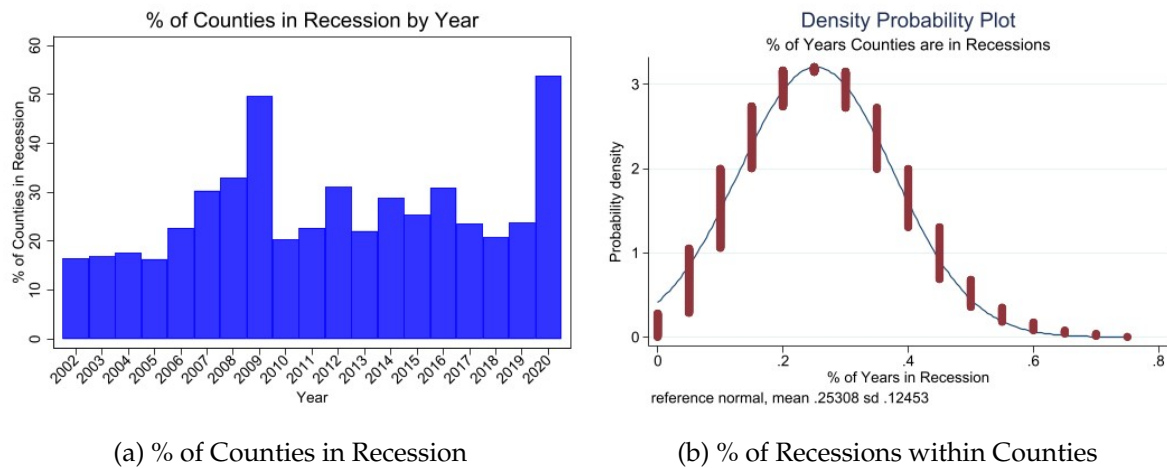 % of Counties in Recession by Year
% of Counties in Recession
60
50
40
30
20
10
0
2002 2003 2004 2005 2006 2007 2008 2009 2010 2011 2012 2013 2014 2015 2016 2017 2018 2019 2020
Year
(a) % of Counties in Recession
Density Probability Plot
% of Years Counties are in Recessions
Probability density
3
2
1
0
0 .2 .4 .6 .8
% of Years in Recession
reference normal, mean .25308 sd .12453
(b) % of Recessions within Counties